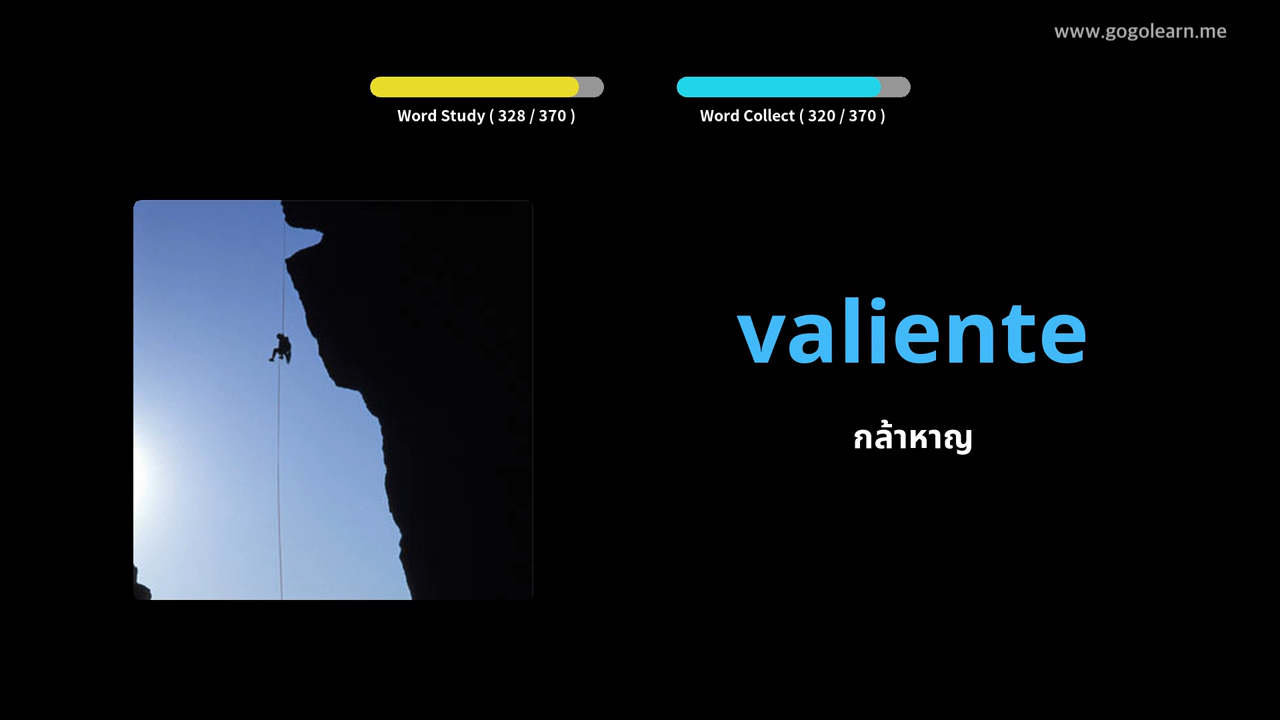 www.gogolearn.me
Word Study ( 328 / 370 )
Word Collect ( 320 / 370 )
valiente
กล้าหาญ